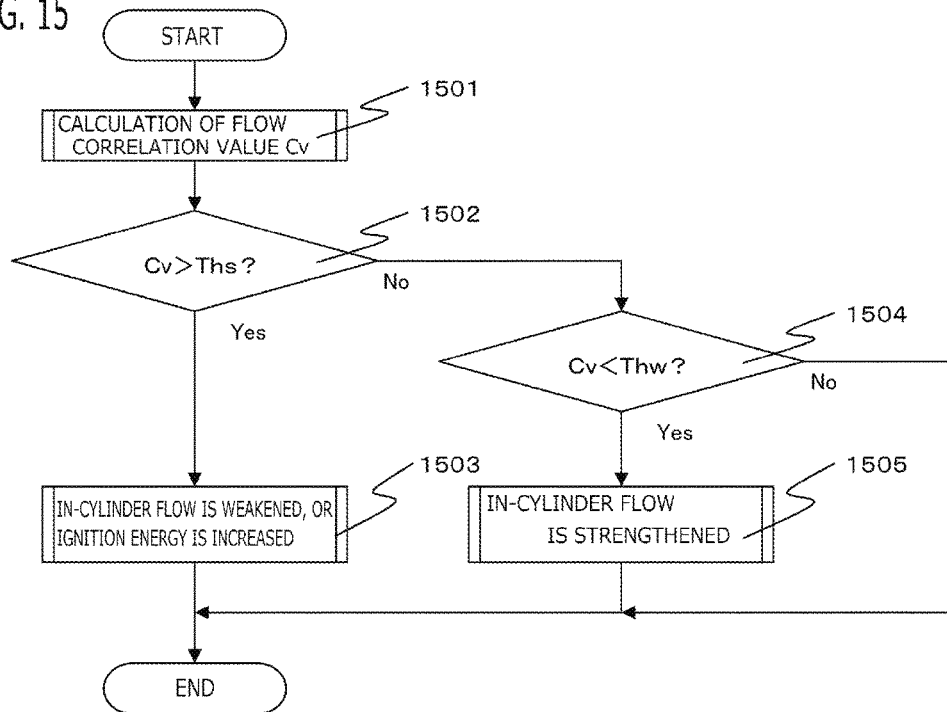 G. 15
START
1501
CALCULATION OF FLOW
CORRELATION VALUE Cv
1502
Cv>Ths?
No
Yes
1504
Cv<Thw?
No
Yes
1503
IN-CYLINDER FLOW IS WEAKENED, OR
IGNITION ENERGY IS INCREASED
1505
IN-CYLINDER FLOW
IS STRENGTHENED
END